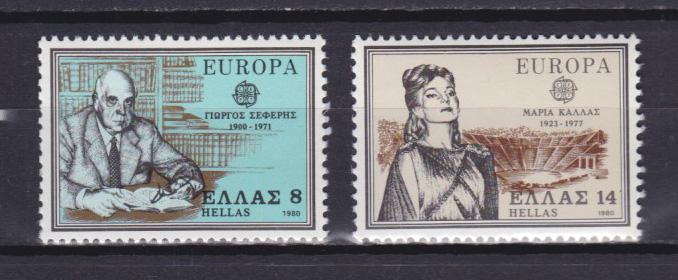 EUROPA
ΓΙΩΡΓΟΣ ΣΕΦΕΡΗΣ
1900 - 1971
ΕΛΛΑΣ 8
HELLAS
1980
EUROPA
ΜΑΡΙΑ ΚΑΛΛΑΣ
1923-1977
ΕΛΛΑΣ 14
HELLAS
1980